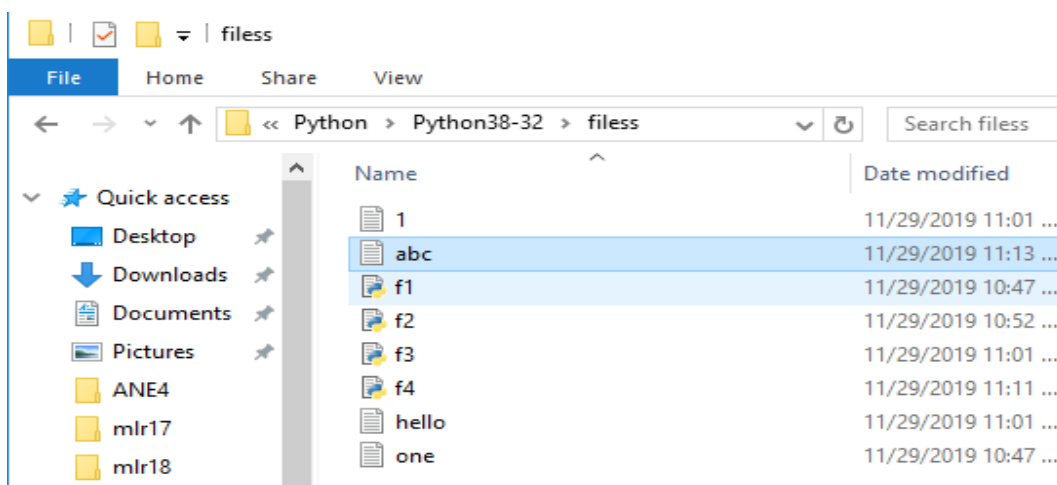 filess
File Home Share View
« Python > Python38-32 > filess Search filess
Name Date modified
Quick access
Desktop
Downloads
Documents
Pictures
ANE4
mlr17
mlr18
1 11/29/2019 11:01 ...
abc 11/29/2019 11:13 ...
f1 11/29/2019 10:47 ...
f2 11/29/2019 10:52 ...
f3 11/29/2019 11:01 ...
f4 11/29/2019 11:11 ...
hello 11/29/2019 11:01 ...
one 11/29/2019 10:47 ...